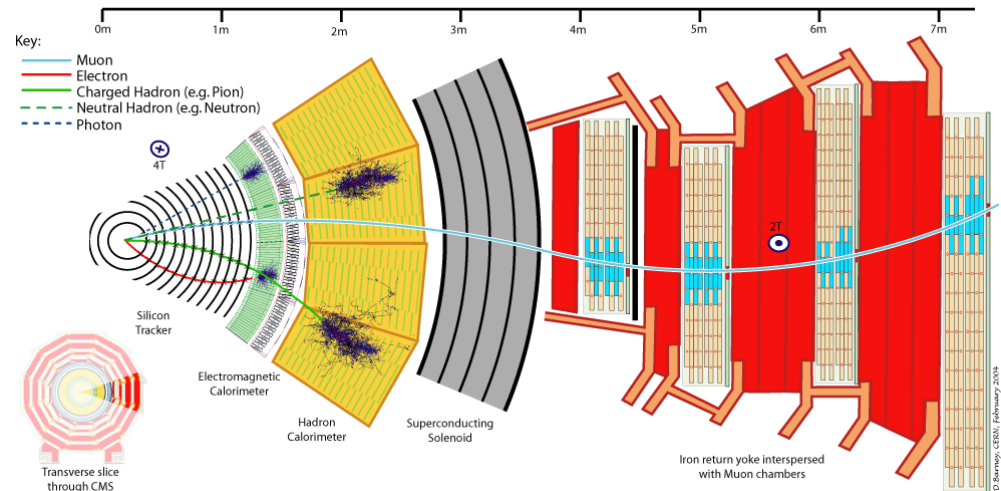 0m 1m 2m 3m 4m 5m 6m 7m
Key:
Muon
Electron
Charged Hadron (e.g. Pion)
Neutral Hadron (e.g. Neutron)
Photon
4T
2T
Silicon
Tracker
Electromagnetic
Calorimeter
Hadron
Calorimeter
Superconducting
Solenoid
Iron return yoke interspersed
with Muon chambers
Transverse slice
through CMS
D.Barney, CERN, February 2004